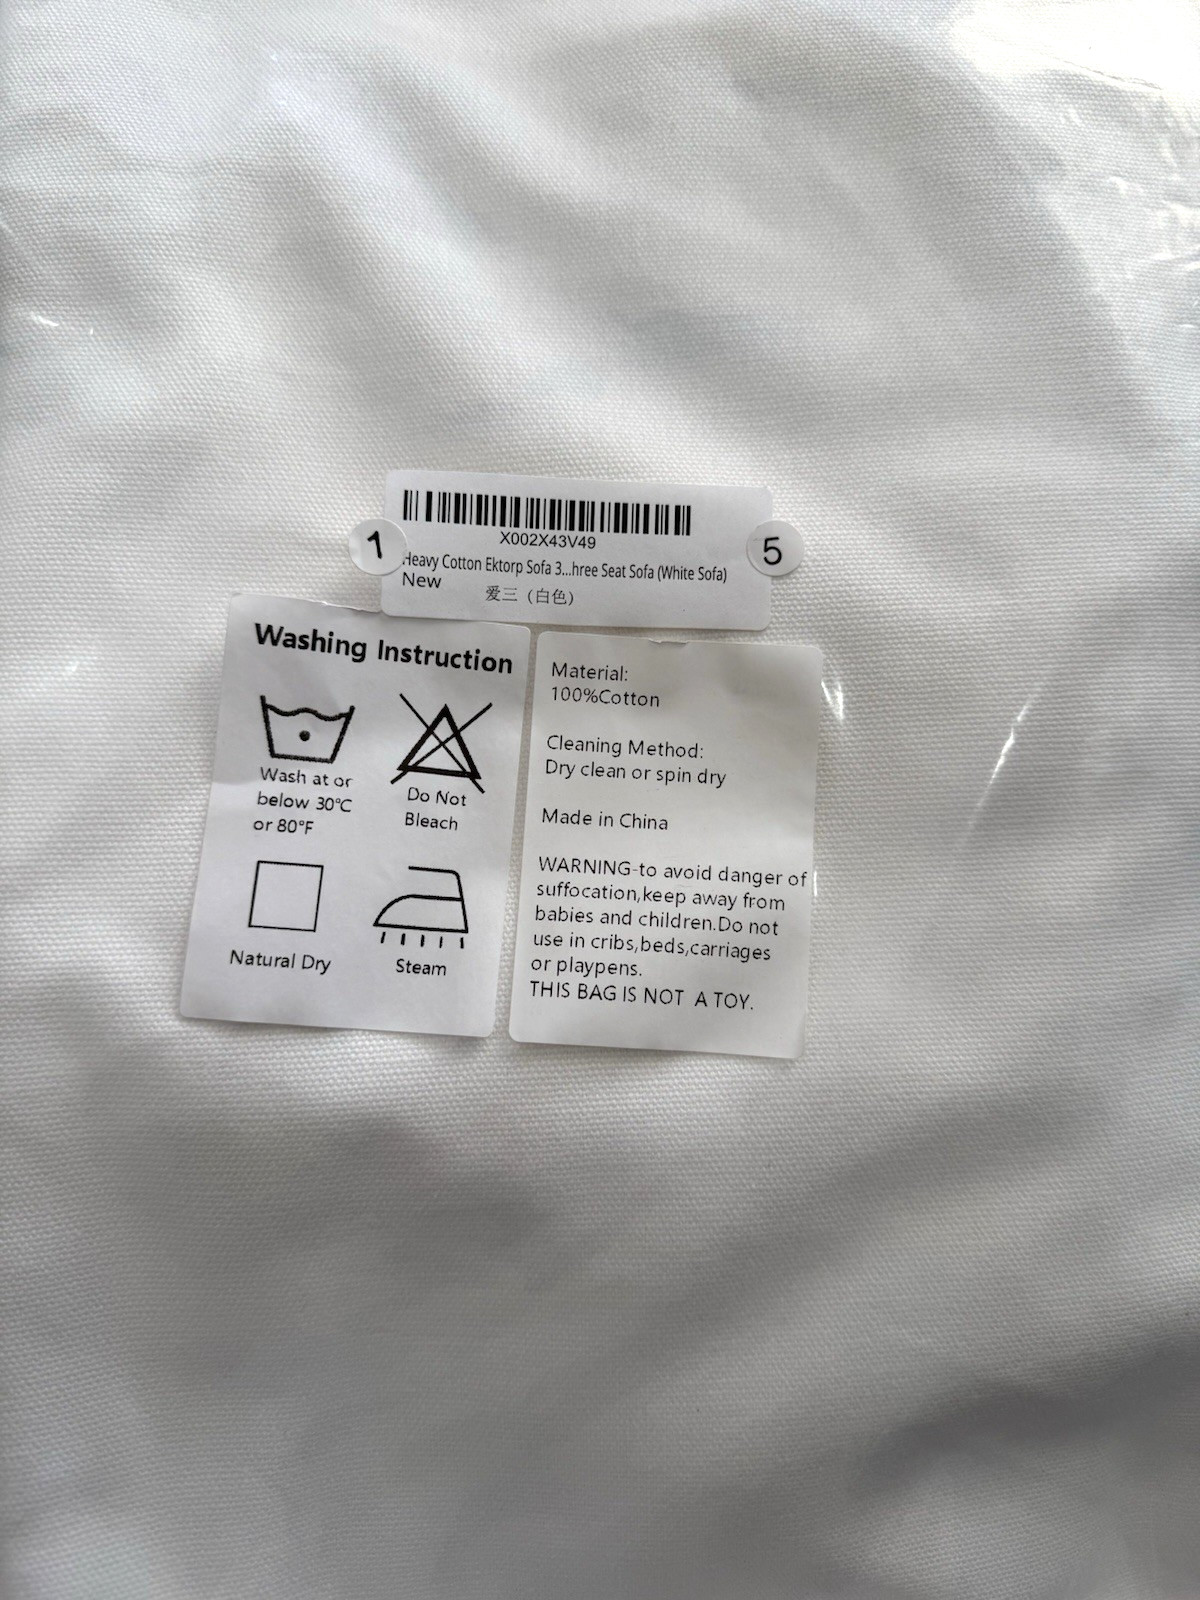 X002X43V49
1
5
Heavy Cotton Ektorp Sofa 3...hree Seat Sofa (White Sofa)
New
爱三（白色）
Washing Instruction
Wash at or
below 30°C
or 80°F
Do Not
Bleach
Natural Dry
Steam
Material:
100%Cotton
Cleaning Method:
Dry clean or spin dry
Made in China
WARNING-to avoid danger of
suffocation,keep away from
babies and children.Do not
use in cribs,beds,carriages
or playpens.
THIS BAG IS NOT A TOY.